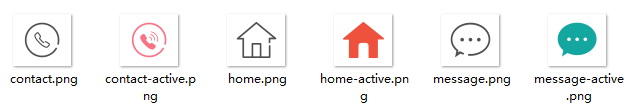 contact.png
contact-active.p
ng
home.png
home-active.pn
g
message.png
message-active
.png